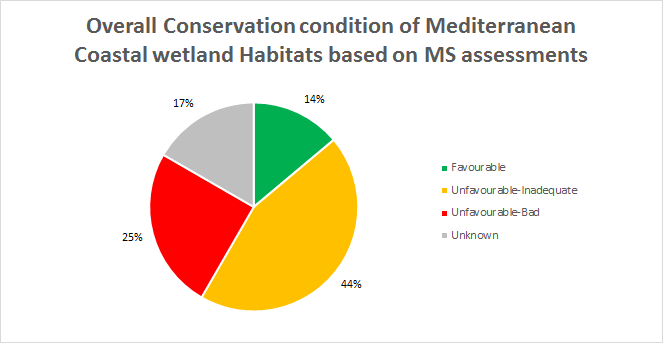 Overall Conservation condition of Mediterranean
Coastal wetland Habitats based on MS assessments
17%
14%
25%
44%
Favourable
Unfavourable-Inadequate
Unfavourable-Bad
Unknown